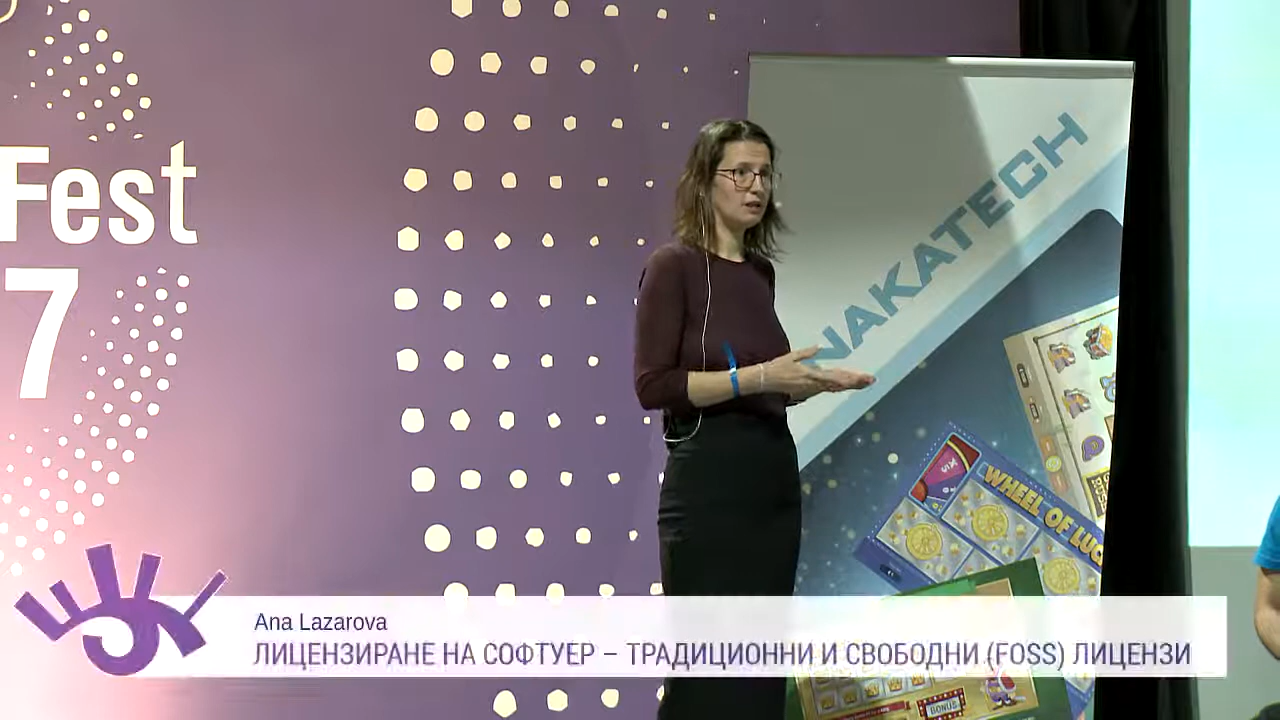 Fest
7
NAKATECH
WHEEL OF LUC
BONUS
Ana Lazarova
ЛИЦЕНЗИРАНЕ НА СОФТУЕР – ТРАДИЦИОННИ И СВОБОДНИ (FOSS) ЛИЦЕНЗИ